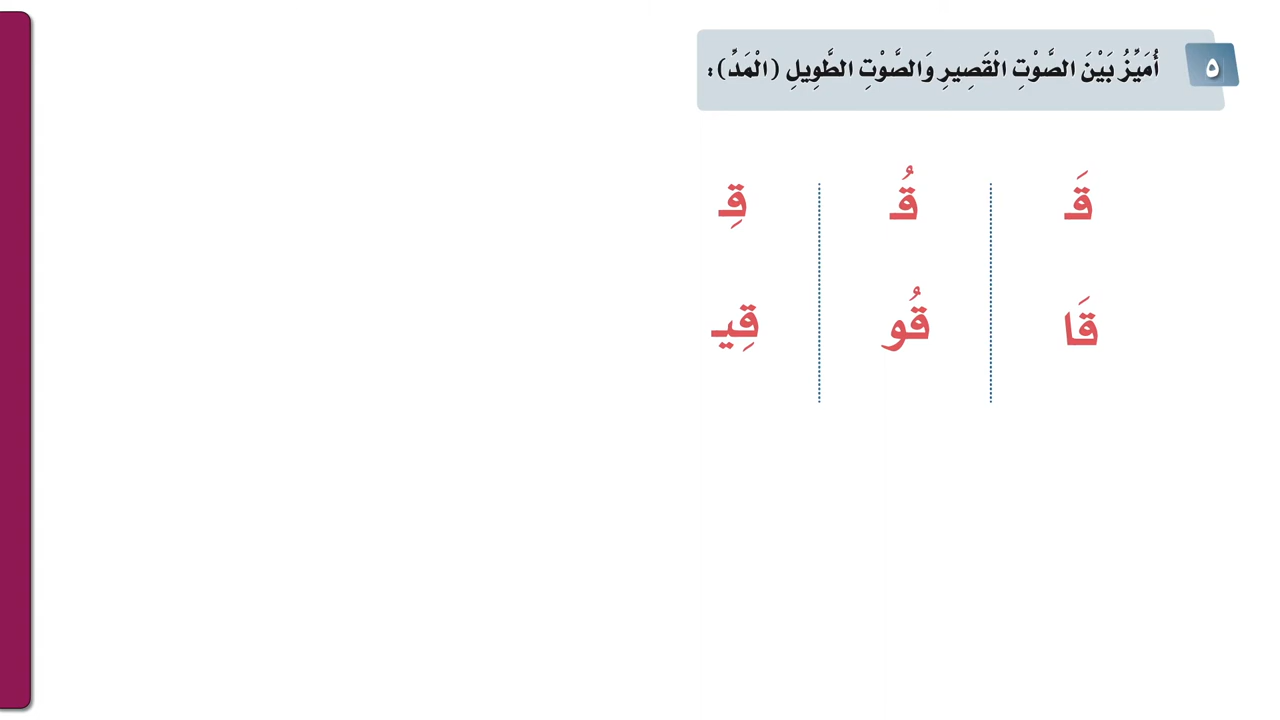 ٥ أُمَيِّزُ بَيْنَ الصَّوْتِ الْقَصِيرِ وَالصَّوْتِ الطَّوِيلِ (الْمَدِّ):
قَـ قُـ قِـ
قَا قُو قِيـ